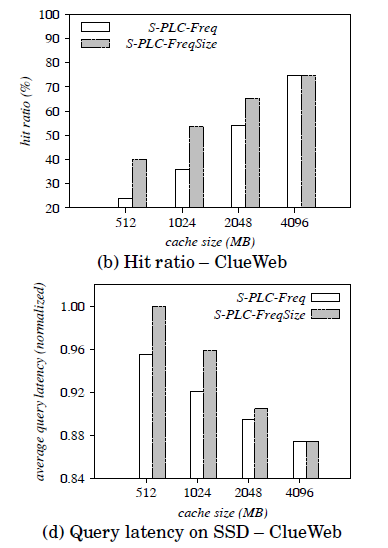 100
S-PLC-Freq
90
S-PLC-FreqSize
80
70
60
50
40
30
20
hit ratio (%)
512 1024 2048 4096
cache size (MB)
(b) Hit ratio – ClueWeb
S-PLC-Freq
1.00
S-PLC-FreqSize
0.96
0.92
0.88
0.84
average query latency (normalized)
512 1024 2048 4096
cache size (MB)
(d) Query latency on SSD – ClueWeb